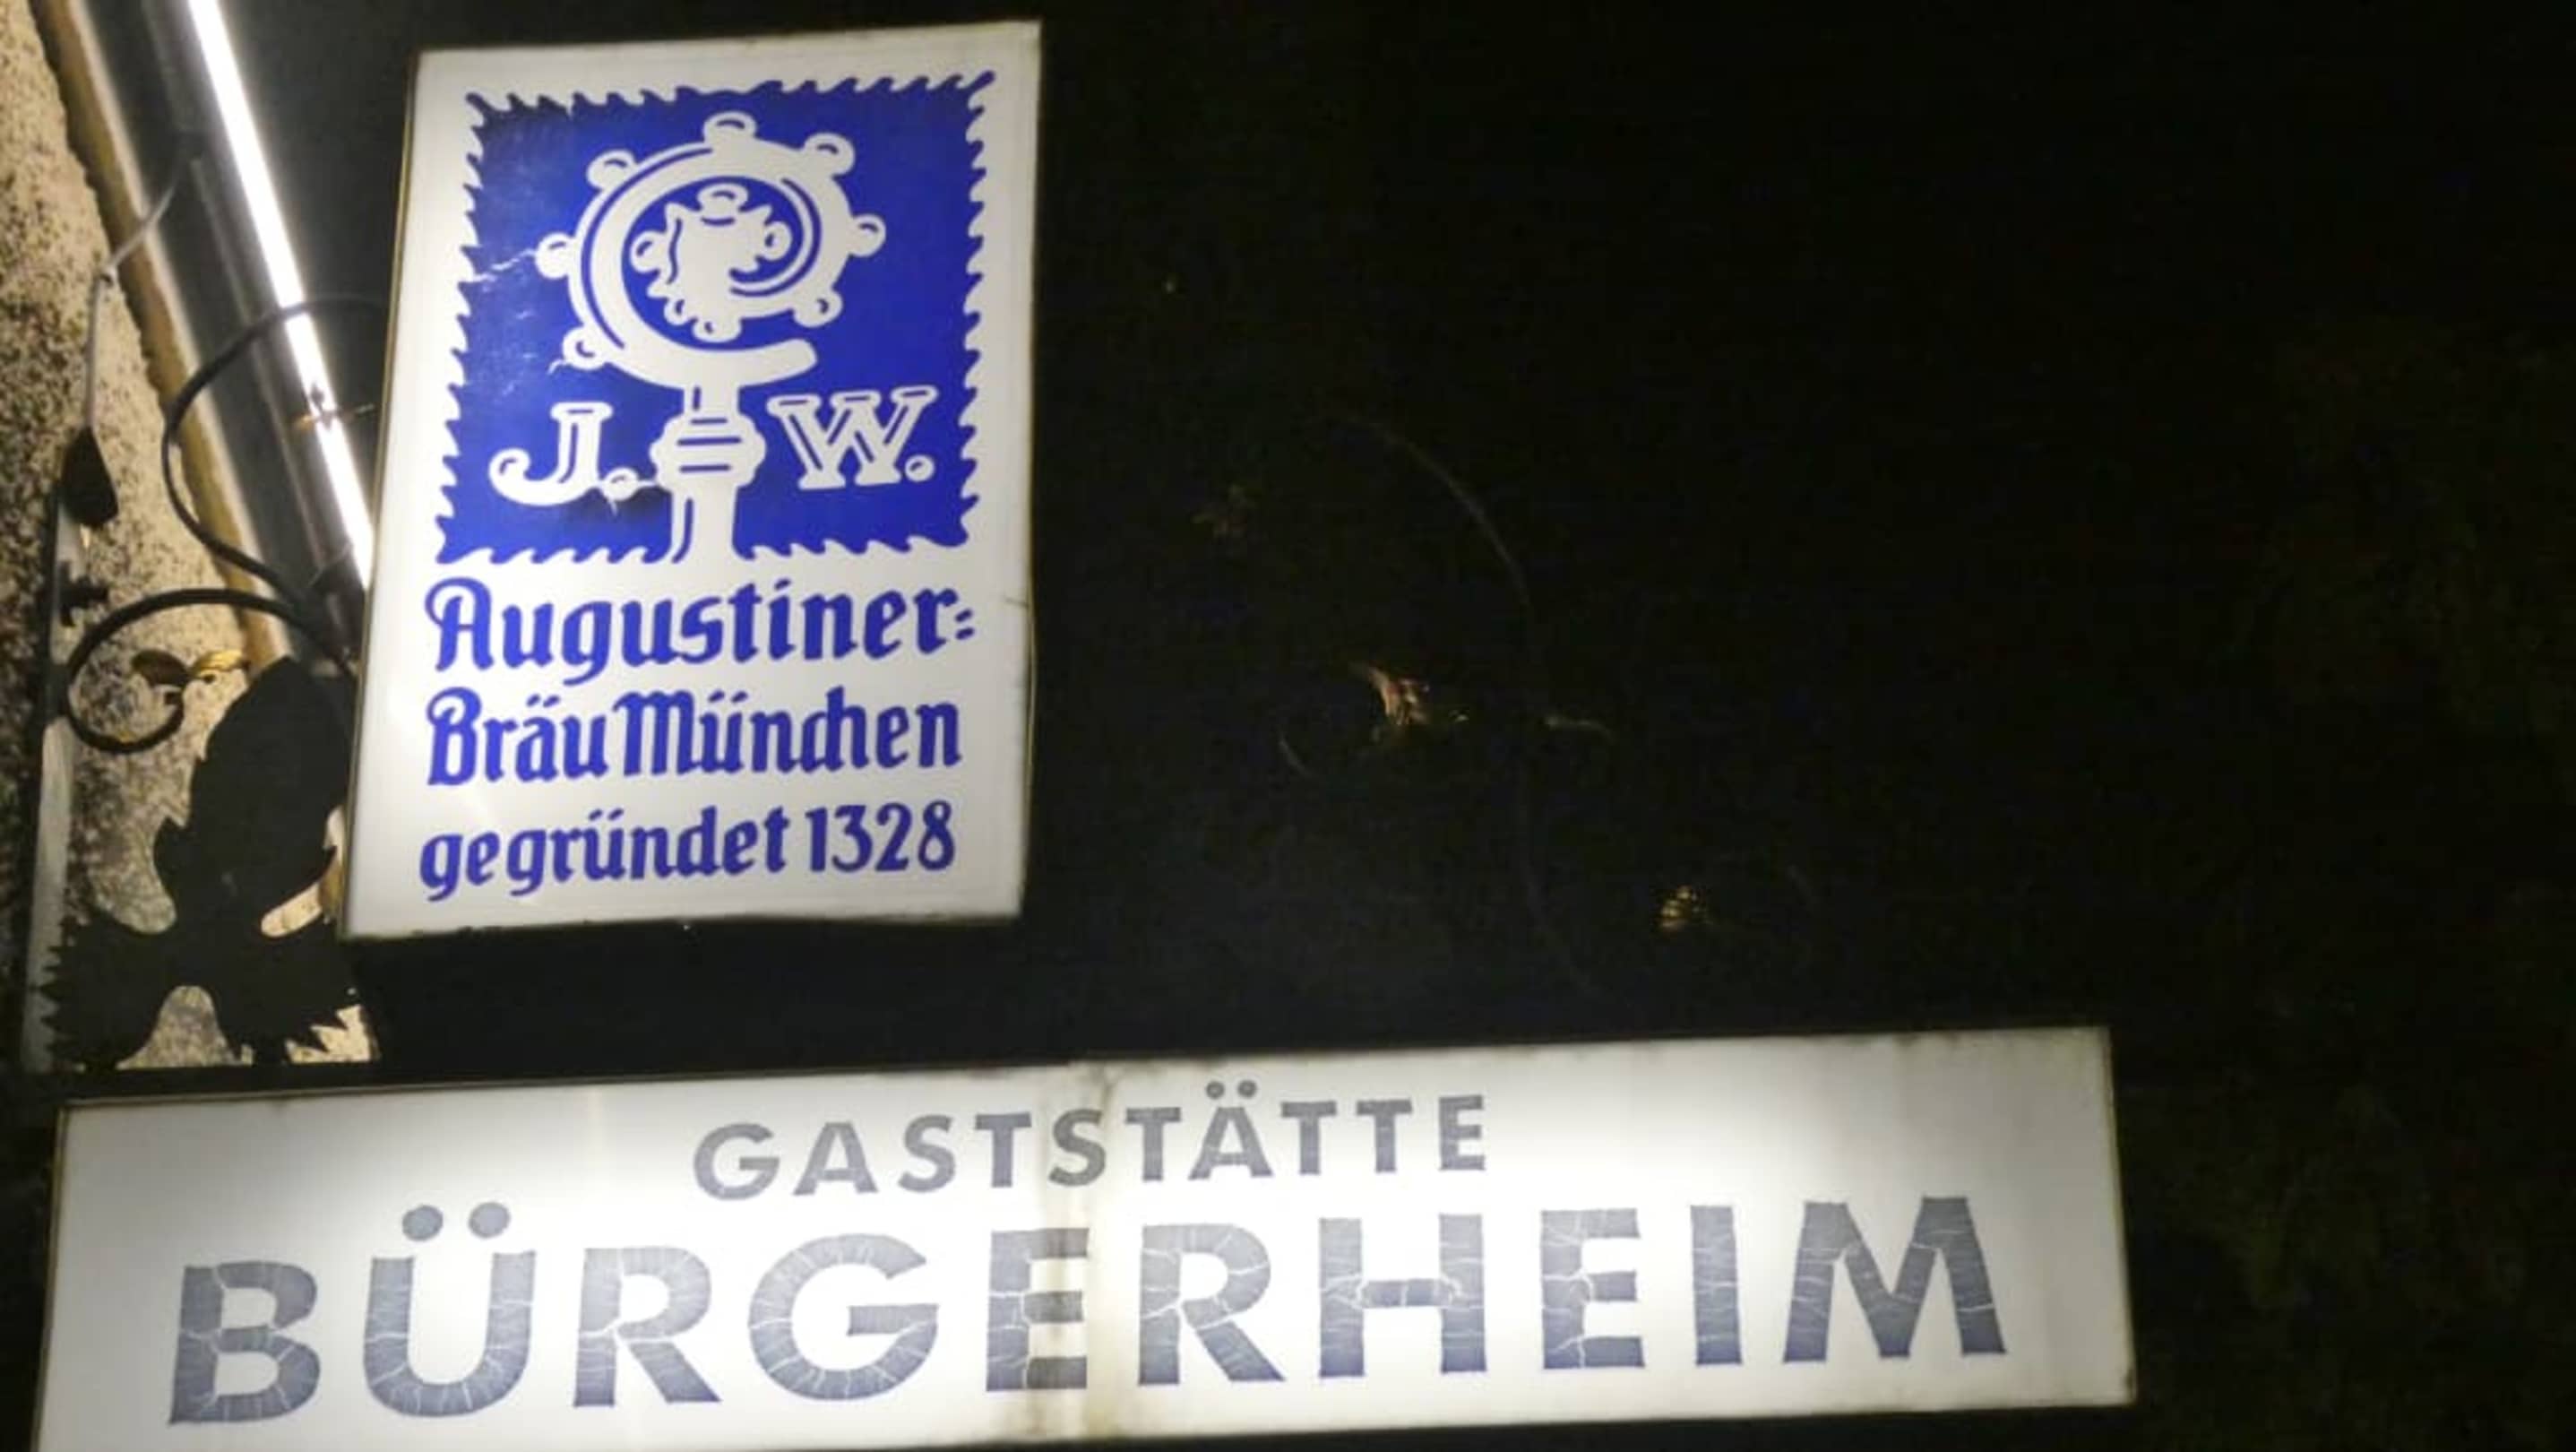 J. W.
Augustiner-
Bräu München
gegründet 1328
GASTSTÄTTE
BÜRGERHEIM